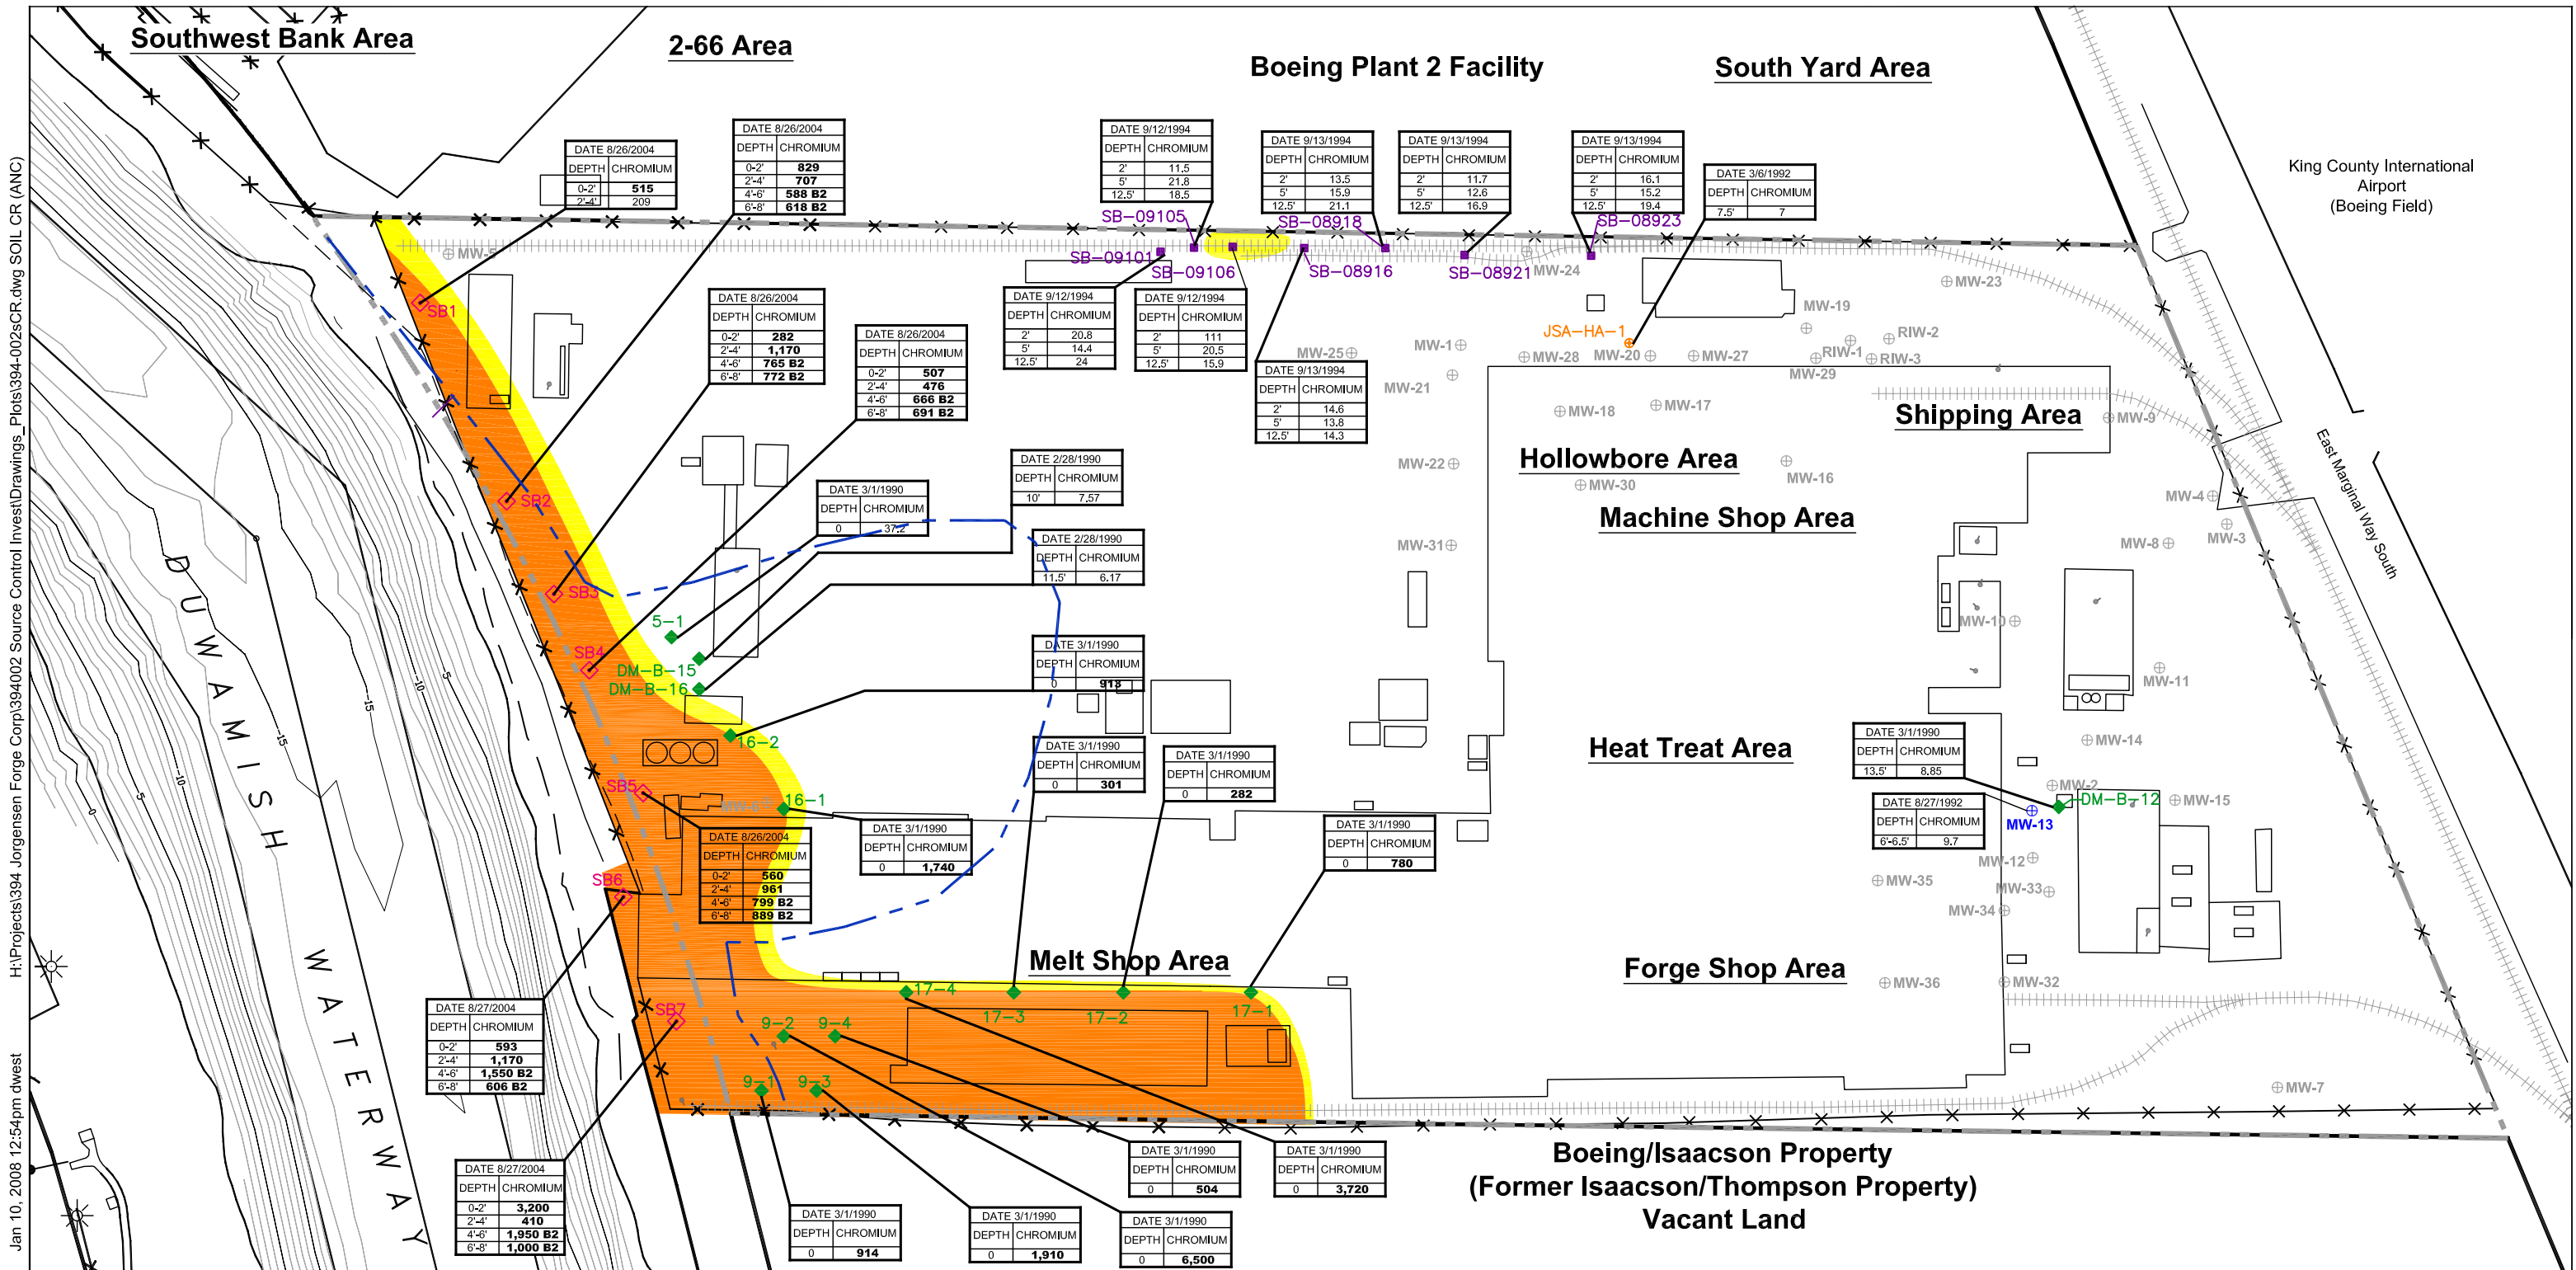 Southwest Bank Area
2-66 Area
Boeing Plant 2 Facility
South Yard Area
King County International
Airport
(Boeing Field)
East Marginal Way South
DATE 8/26/2004
DEPTH CHROMIUM
0-2' 515
2'-4' 209
DATE 8/26/2004
DEPTH CHROMIUM
0-2' 829
2'-4' 707
4'-6' 588 B2
6'-8' 618 B2
DATE 9/12/1994
DEPTH CHROMIUM
2' 11.5
5' 21.8
12.5' 18.5
DATE 9/13/1994
DEPTH CHROMIUM
2' 13.5
5' 15.9
12.5' 21.1
DATE 9/13/1994
DEPTH CHROMIUM
2' 11.7
5' 12.6
12.5' 16.9
DATE 9/13/1994
DEPTH CHROMIUM
2' 16.1
5' 15.2
12.5' 19.4
DATE 3/6/1992
DEPTH CHROMIUM
7.5' 7
SB-09105
SB-08918
SB-08923
SB-09101
SB-09106
SB-08916
SB-08921
MW-5
MW-24
MW-23
DATE 8/26/2004
DEPTH CHROMIUM
0-2' 282
2'-4' 1,170
4'-6' 765 B2
6'-8' 772 B2
DATE 8/26/2004
DEPTH CHROMIUM
0-2' 507
2'-4' 476
4'-6' 666 B2
6'-8' 691 B2
DATE 9/12/1994
DEPTH CHROMIUM
2' 20.8
5' 14.4
12.5' 24
DATE 9/12/1994
DEPTH CHROMIUM
2' 111
5' 20.5
12.5' 15.9
DATE 9/13/1994
DEPTH CHROMIUM
2' 14.6
5' 13.8
12.5' 14.3
SB1
JSA-HA-1
MW-19
RIW-2
MW-25
MW-1
MW-28
MW-20
MW-27
RIW-1
RIW-3
MW-29
MW-21
MW-18
MW-17
Shipping Area
MW-9
Hollowbore Area
MW-22
MW-30
MW-16
MW-4
Machine Shop Area
MW-3
MW-31
MW-8
SB2
DATE 3/1/1990
DEPTH CHROMIUM
0 37.2
DATE 2/28/1990
DEPTH CHROMIUM
10' 7.57
DATE 2/28/1990
DEPTH CHROMIUM
11.5' 6.17
SB3
5-1
MW-10
SB4
DM-B-15
DM-B-16
DATE 3/1/1990
DEPTH CHROMIUM
0 913
MW-11
16-2
DATE 3/1/1990
DEPTH CHROMIUM
0 301
DATE 3/1/1990
DEPTH CHROMIUM
0 282
Heat Treat Area
DATE 3/1/1990
DEPTH CHROMIUM
13.5' 8.85
MW-14
SB5
MW-6
16-1
MW-2
DM-B-12
MW-15
DATE 8/27/1992
DEPTH CHROMIUM
6'-6.5' 9.7
MW-13
DATE 8/26/2004
DEPTH CHROMIUM
0-2' 560
2'-4' 961
4'-6' 799 B2
6'-8' 889 B2
DATE 3/1/1990
DEPTH CHROMIUM
0 1,740
DATE 3/1/1990
DEPTH CHROMIUM
0 780
MW-12
MW-35
MW-33
MW-34
SB6
Melt Shop Area
Forge Shop Area
MW-36
MW-32
SB7
17-4
17-3
17-2
17-1
9-2
9-4
9-1
9-3
MW-7
DATE 8/27/2004
DEPTH CHROMIUM
0-2' 593
2'-4' 1,170
4'-6' 1,550 B2
6'-8' 606 B2
DATE 8/27/2004
DEPTH CHROMIUM
0-2' 3,200
2'-4' 410
4'-6' 1,950 B2
6'-8' 1,000 B2
DATE 3/1/1990
DEPTH CHROMIUM
0 914
DATE 3/1/1990
DEPTH CHROMIUM
0 1,910
DATE 3/1/1990
DEPTH CHROMIUM
0 6,500
DATE 3/1/1990
DEPTH CHROMIUM
0 504
DATE 3/1/1990
DEPTH CHROMIUM
0 3,720
Boeing/Isaacson Property
(Former Isaacson/Thompson Property)
Vacant Land
DUWAMISH WATERWAY
-15
-10
-5
-15
-10
5
0
Jan 10, 2008 12:54pm dwest H:\Projects\394 Jorgensen Forge Corp\394002 Source Control Invest\Drawings_Plots\394-002sCR.dwg SOIL CR (ANC)